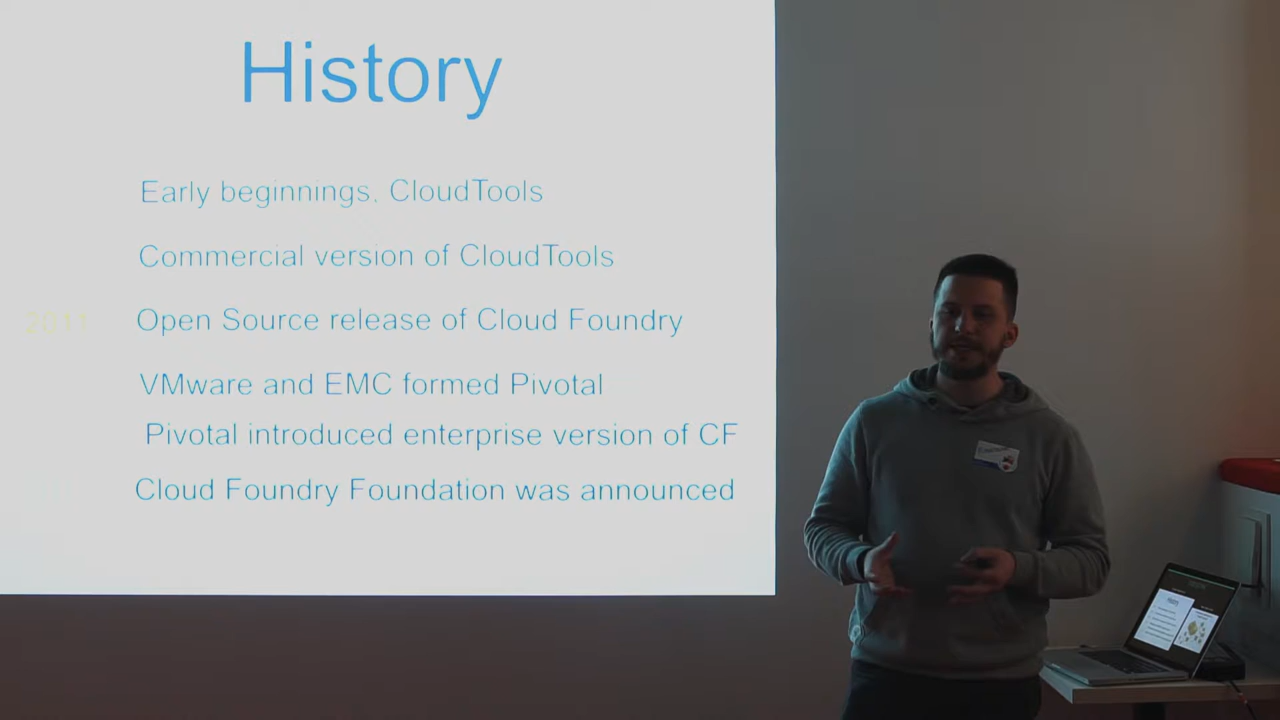 History
Early beginnings, CloudTools
Commercial version of CloudTools
2011 Open Source release of Cloud Foundry
VMware and EMC formed Pivotal
Pivotal introduced enterprise version of CF
Cloud Foundry Foundation was announced